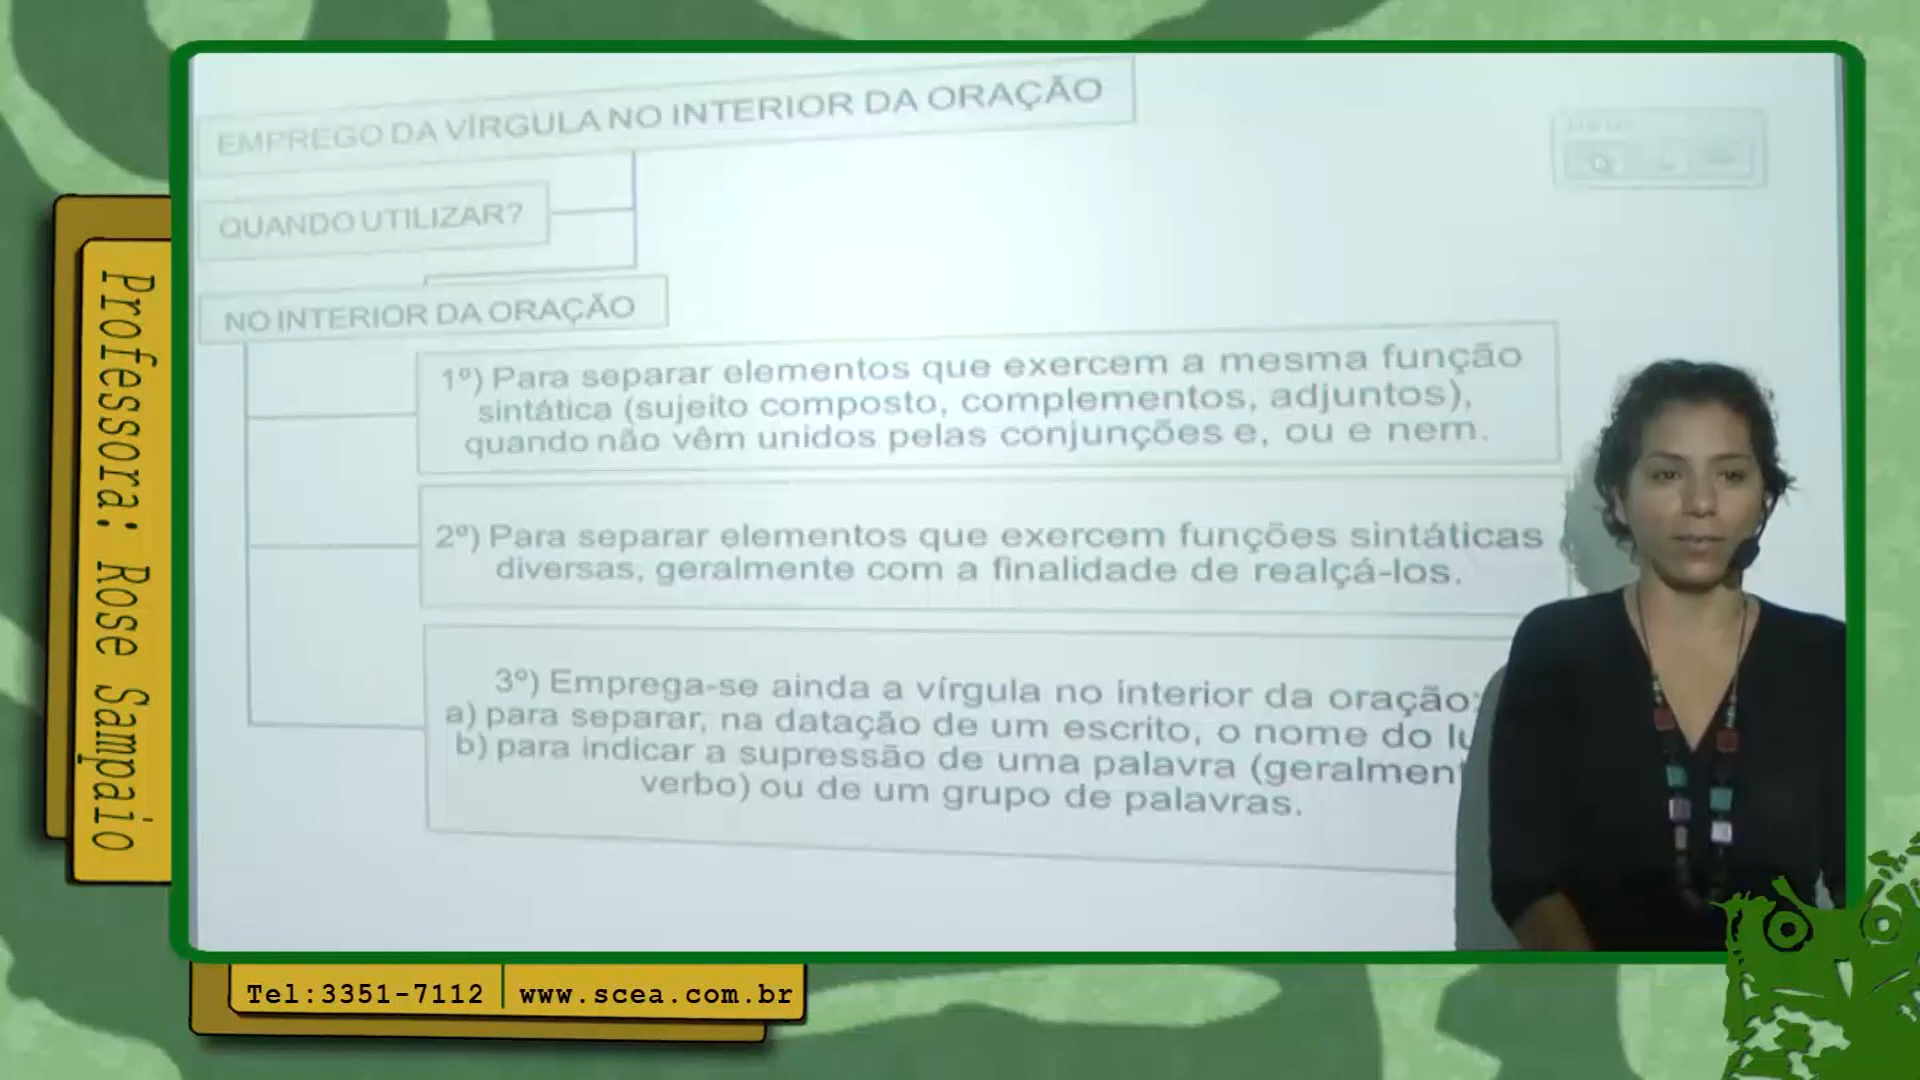 EMPREGO DA VÍRGULA NO INTERIOR DA ORAÇÃO
QUANDO UTILIZAR?
NO INTERIOR DA ORAÇÃO
1º) Para separar elementos que exercem a mesma função
sintática (sujeito composto, complementos, adjuntos),
quando não vêm unidos pelas conjunções e, ou e nem.
2º) Para separar elementos que exercem funções sintáticas
diversas, geralmente com a finalidade de realçá-los.
3º) Emprega-se ainda a vírgula no interior da oração:
a) para separar, na datação de um escrito, o nome do
b) para indicar a supressão de uma palavra
verbo) ou de um grupo de palavras.
Professora: Rose Sampaio
Tel:3351-7112
www.scea.com.br